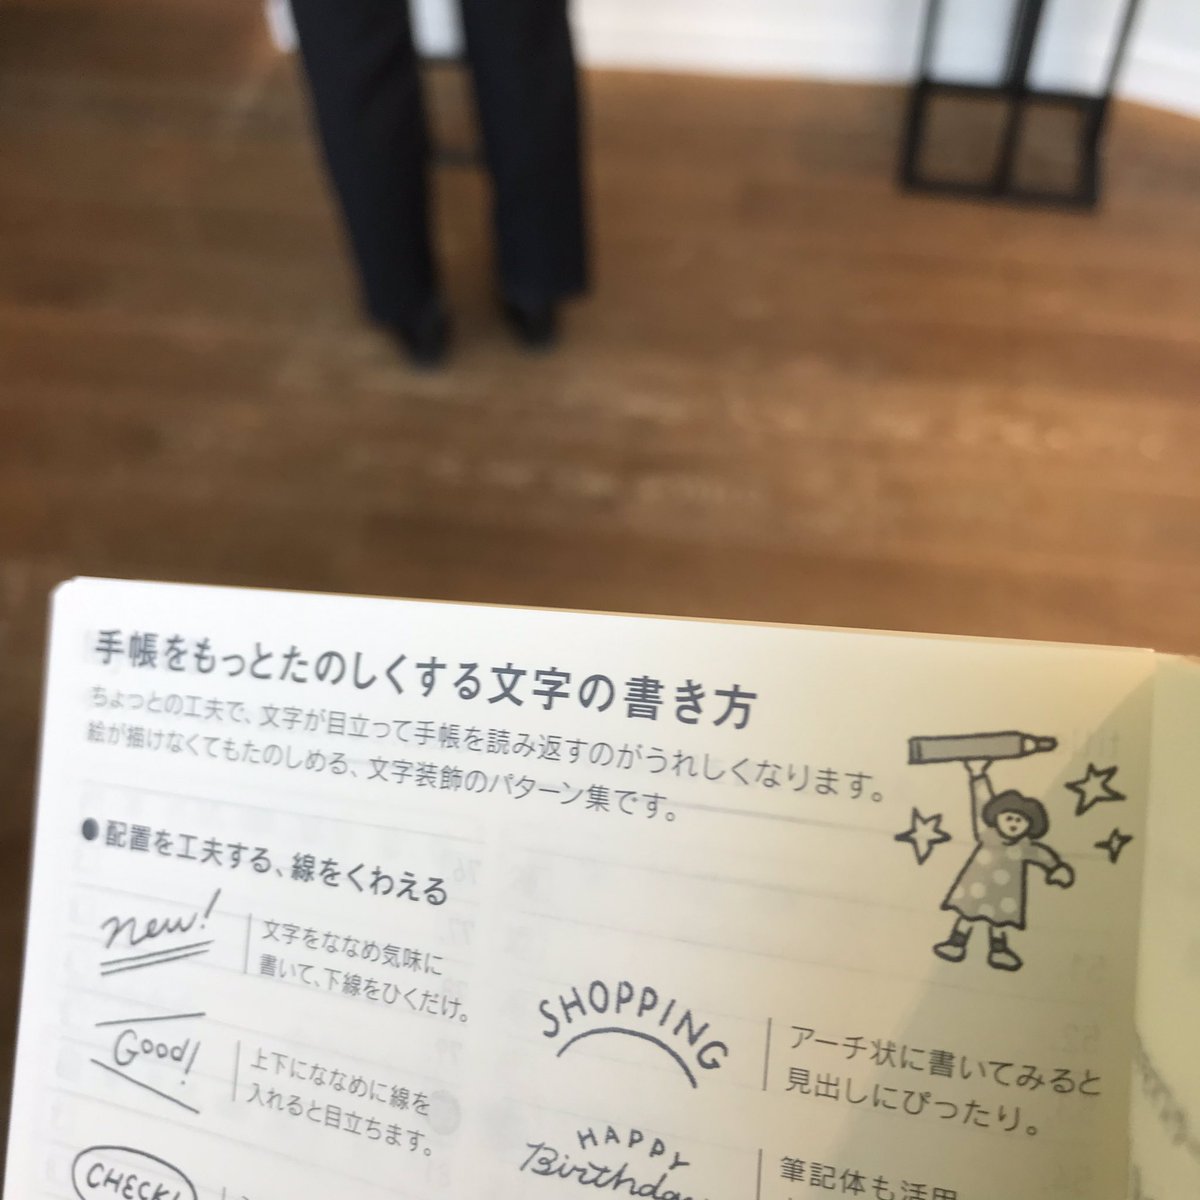 手帳をもっとたのしくする文字の書き方
ちょっとの工夫で、文字が目立って手帳を読み返すのがうれしくなります。
絵が描けなくてもたのしめる、文字装飾のパターン集です。
●配置を工夫する、線をくわえる
new!
文字をななめ気味に
書いて、下線をひくだけ。
Good!
上下にななめに線を
入れると目立ちます。
CHECK!
SHOPPING
アーチ状に書いてみると
見出しにぴったり。
HAPPY
Birthday
筆記体も活用